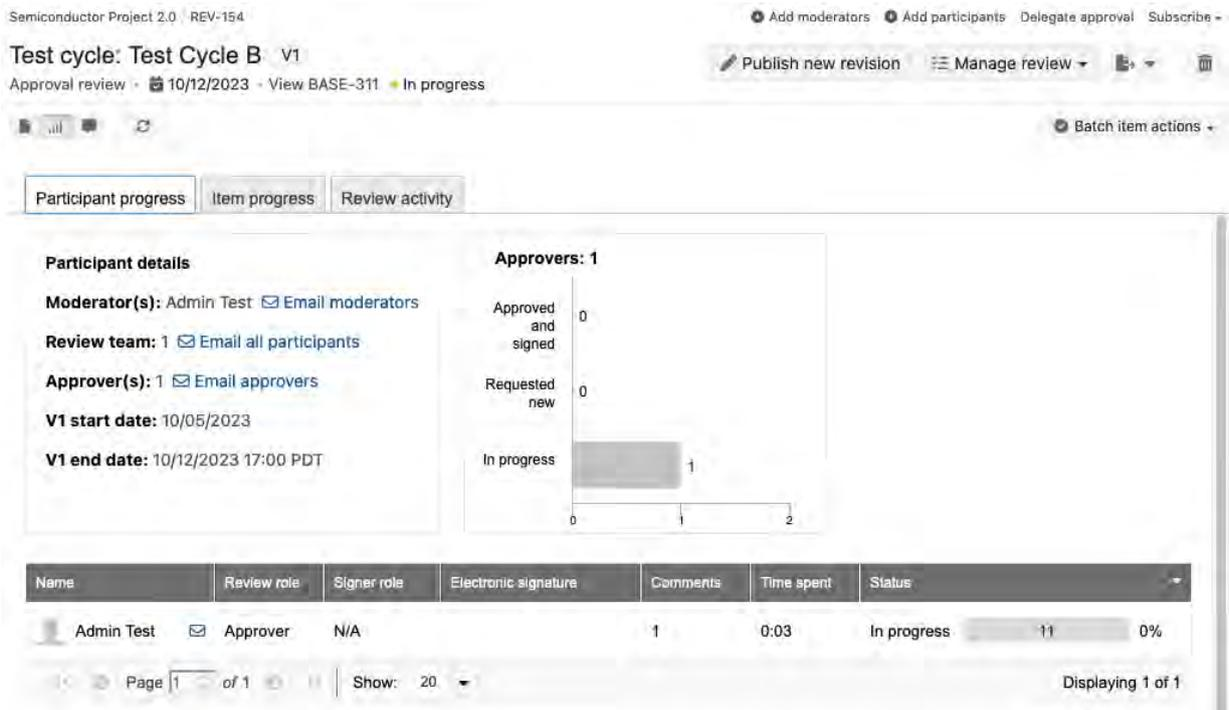 Semiconductor Project 2.0 REV-154
Add moderators Add participants Delegate approval Subscribe
Test cycle: Test Cycle B V1
Publish new revision Manage review
Approval review · 10/12/2023 · View BASE-311 • In progress
Batch item actions
Participant progress Item progress Review activity
Participant details
Moderator(s): Admin Test Email moderators
Review team: 1 Email all participants
Approver(s): 1 Email approvers
V1 start date: 10/05/2023
V1 end date: 10/12/2023 17:00 PDT
Approvers: 1
Approved
and
signed
0
Requested
new
0
In progress
1
0 1 2
Name Review role Signer role Electronic signature Comments Time spent Status
Admin Test Approver N/A 1 0:03 In progress 11 0%
Page 1 of 1 Show: 20 Displaying 1 of 1